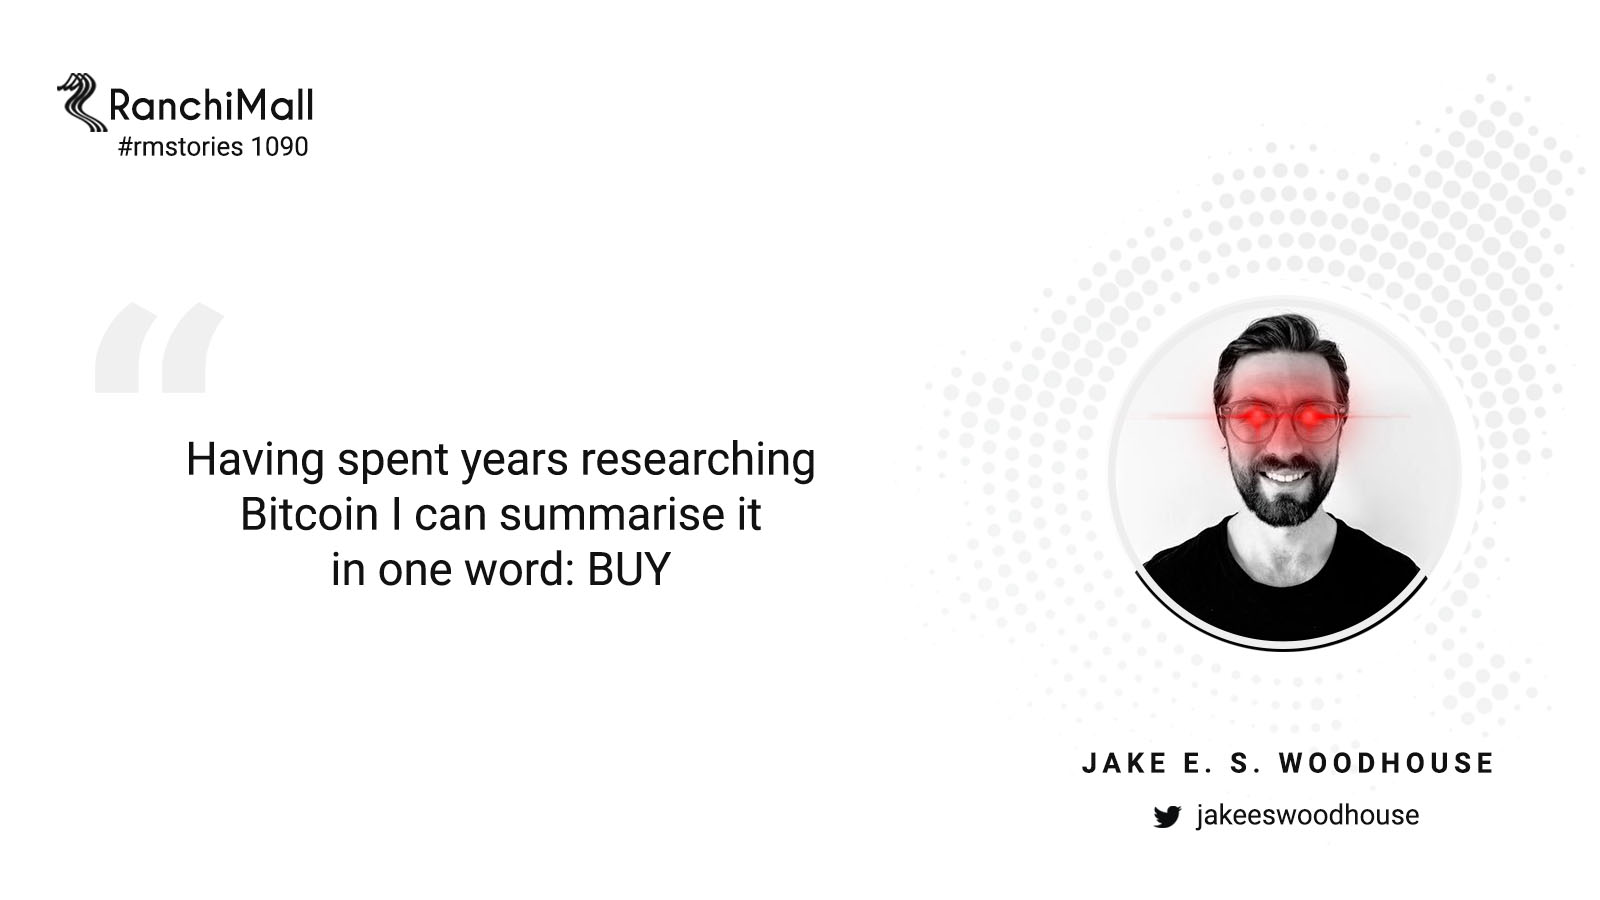 RanchiMall
#rmstories 1090
“
Having spent years researching
Bitcoin I can summarise it
in one word: BUY
JAKE E. S. WOODHOUSE
jakeeswoodhouse